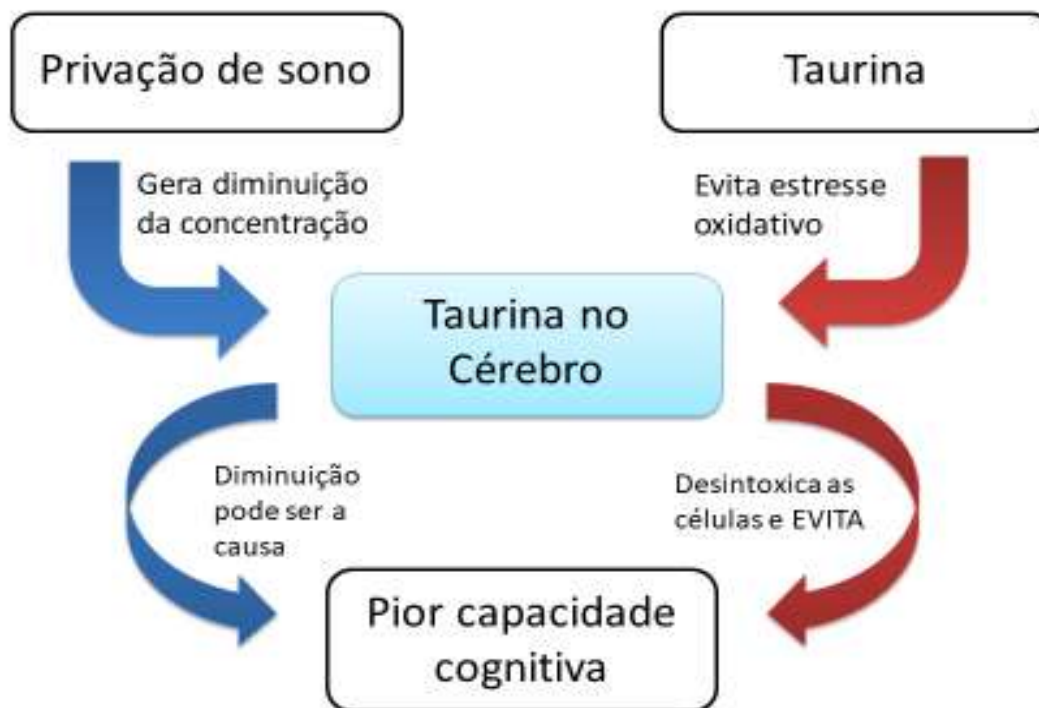 Privação de sono
Taurina
Gera diminuição
da concentração
Evita estresse
oxidativo
Taurina no
Cérebro
Diminuição
pode ser a
causa
Desintoxica as
células e EVITA
Pior capacidade
cognitiva